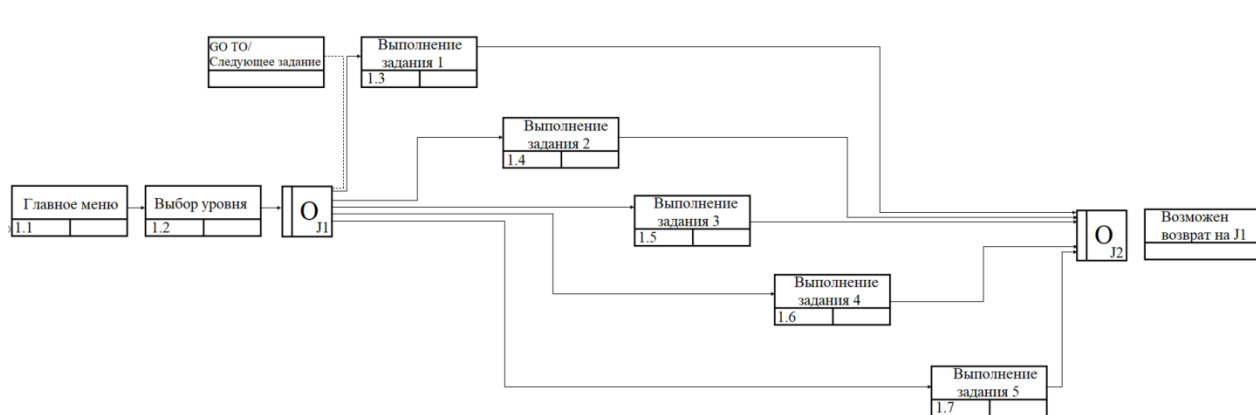 GO TO/
Следующее задание
Выполнение
задания 1
1.3
Выполнение
задания 2
1.4
Главное меню
1.1
Выбор уровня
1.2
O
J1
Выполнение
задания 3
1.5
O
J2
Возможен
возврат на J1
Выполнение
задания 4
1.6
Выполнение
задания 5
1.7